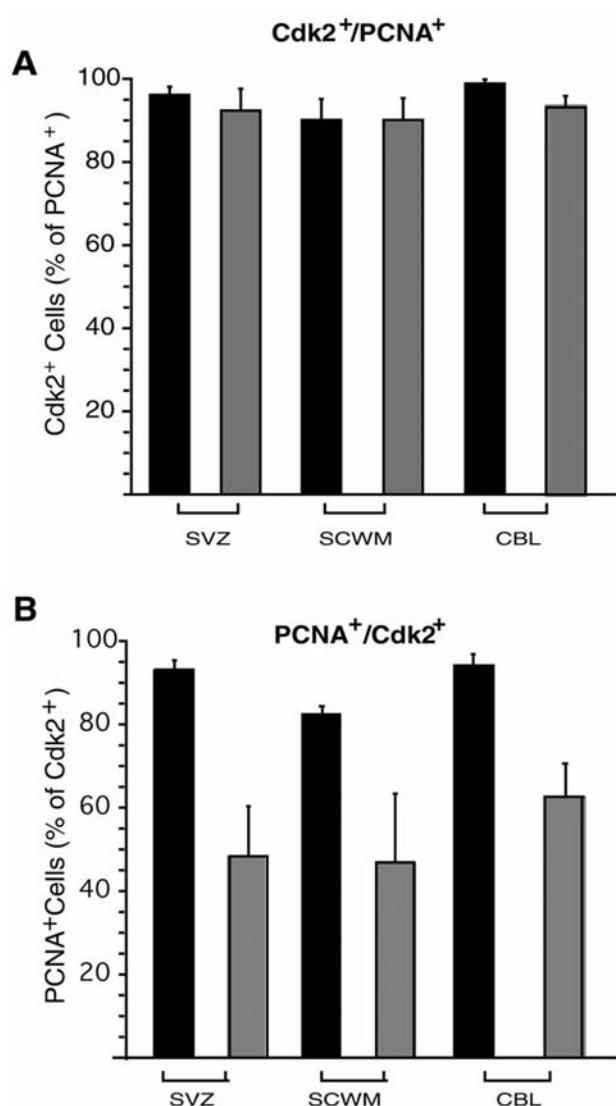 Cdk2⁺/PCNA⁺
A
Cdk2⁺ Cells (% of PCNA⁺)
100
80
60
40
20
SVZ SCWM CBL
B
PCNA⁺/Cdk2⁺
PCNA⁺Cells (% of Cdk2⁺)
100
80
60
40
20
SVZ SCWM CBL